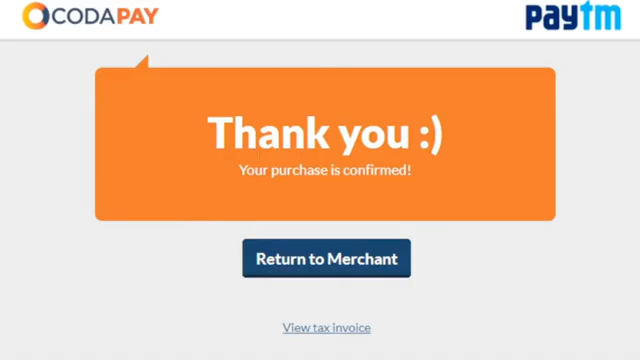 CODAPAY
paytm
Thank you :)
Your purchase is confirmed!
Return to Merchant
View tax invoice